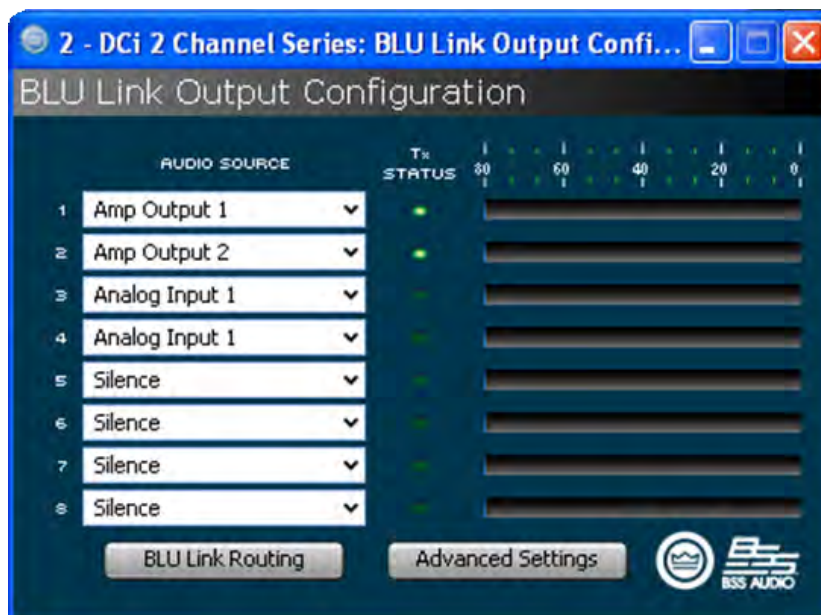 2 - DCi 2 Channel Series: BLU Link Output Confi...
BLU Link Output Configuration
AUDIO SOURCE
Tx STATUS
80 60 40 20 0
1 Amp Output 1
2 Amp Output 2
3 Analog Input 1
4 Analog Input 1
5 Silence
6 Silence
7 Silence
8 Silence
BLU Link Routing
Advanced Settings
BSS
BSS AUDIO